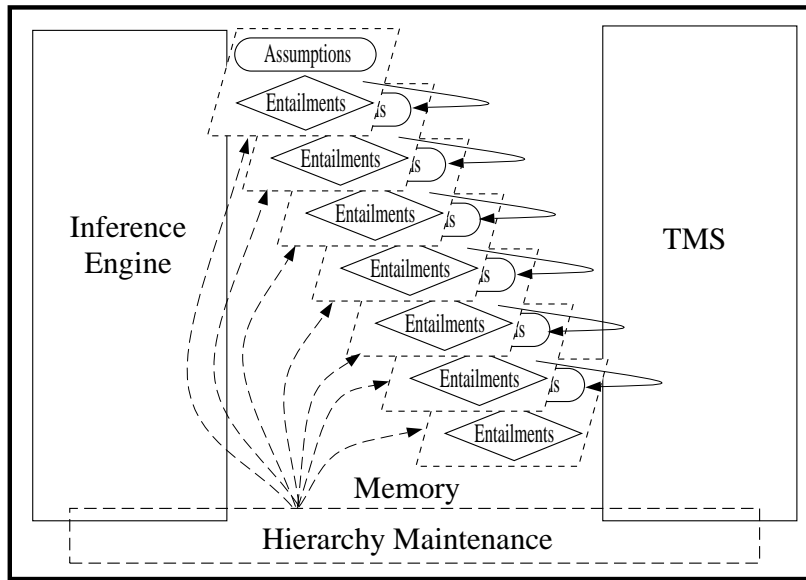 Assumptions
Entailments
Entailments
Entailments
Entailments
Entailments
Entailments
Entailments
Inference
Engine
TMS
Memory
Hierarchy Maintenance